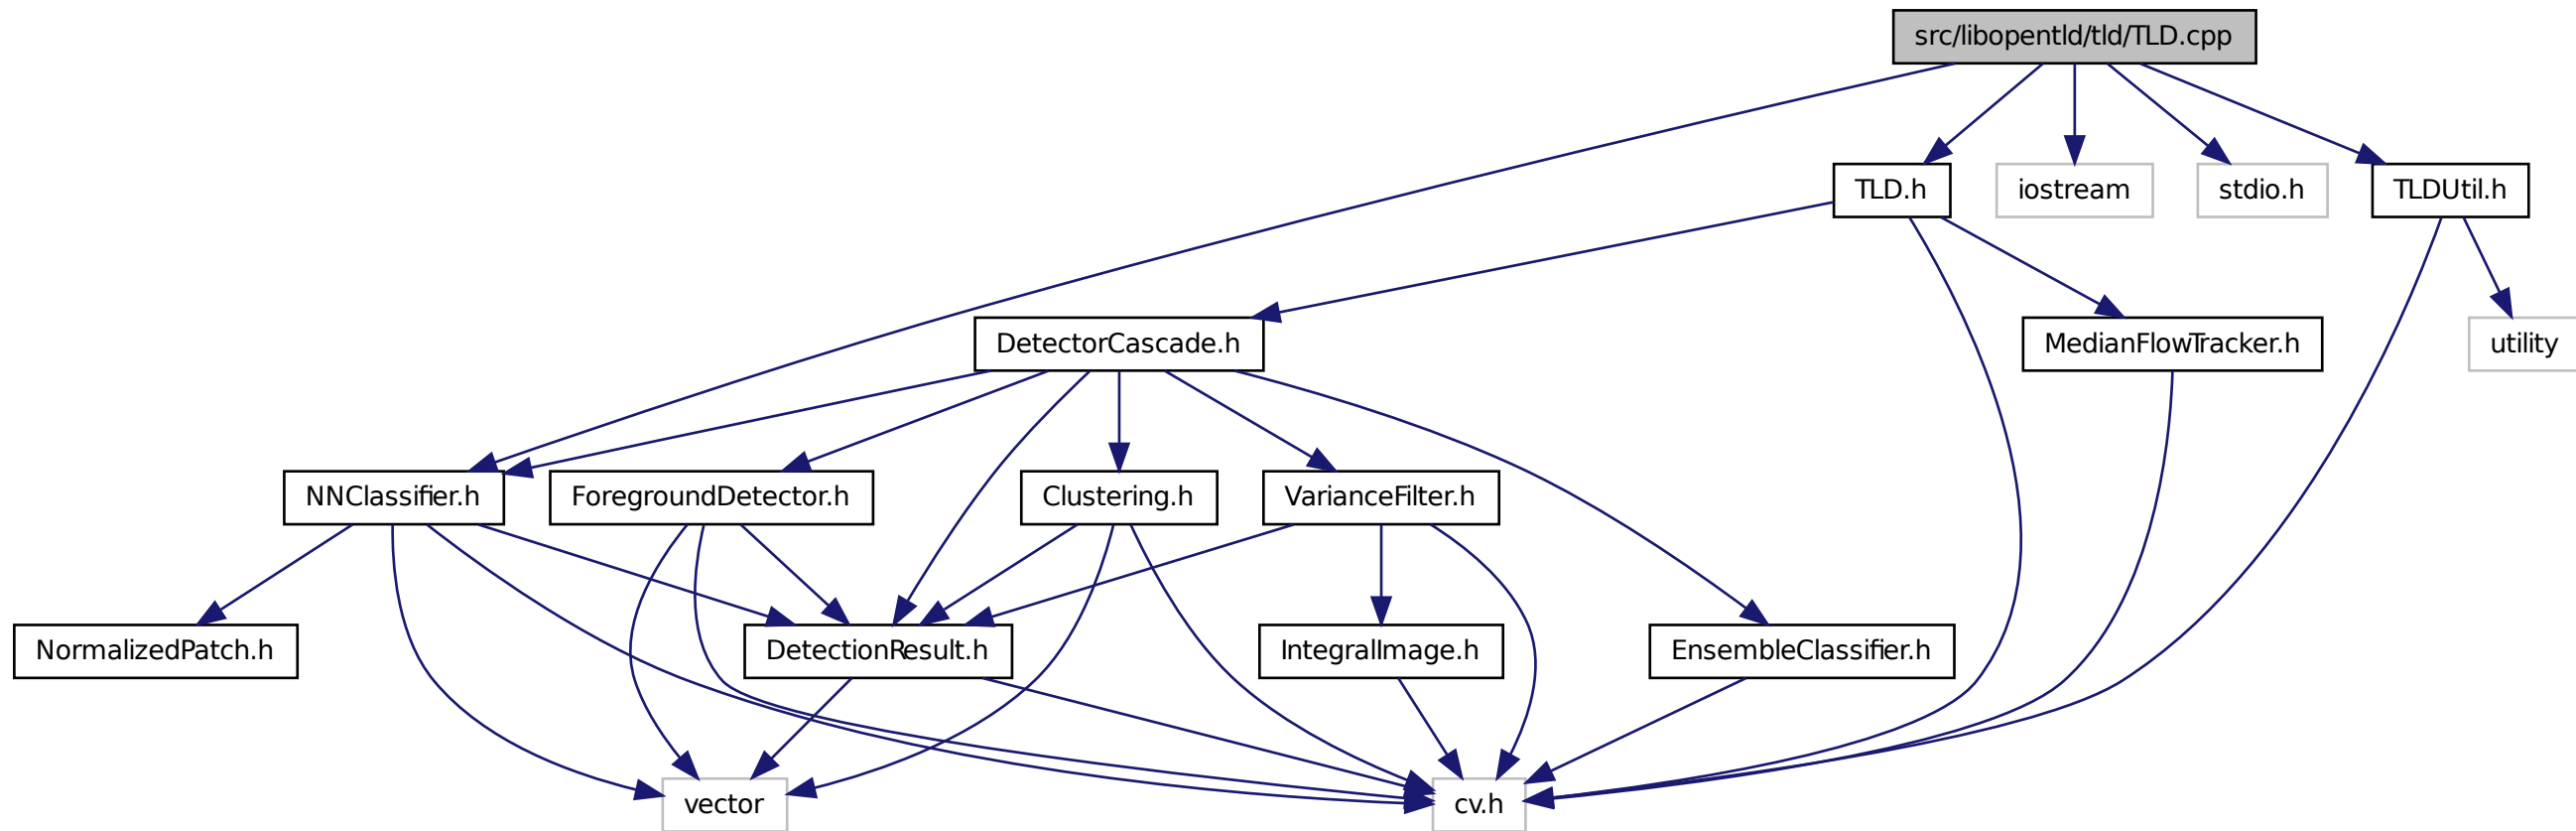 src/libopentld/tld/TLD.cpp
TLD.h
iostream
stdio.h
TLDUtil.h
DetectorCascade.h
MedianFlowTracker.h
utility
NNClassifier.h
ForegroundDetector.h
Clustering.h
VarianceFilter.h
NormalizedPatch.h
DetectionResult.h
IntegralImage.h
EnsembleClassifier.h
vector
cv.h